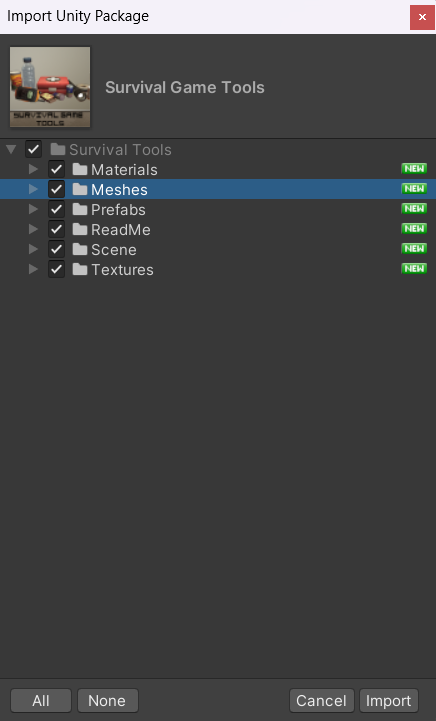 Import Unity Package
×
SURVIVAL GAME
TOOLS
Survival Game Tools
Survival Tools
Materials NEW
Meshes NEW
Prefabs NEW
ReadMe NEW
Scene NEW
Textures NEW
All None Cancel Import